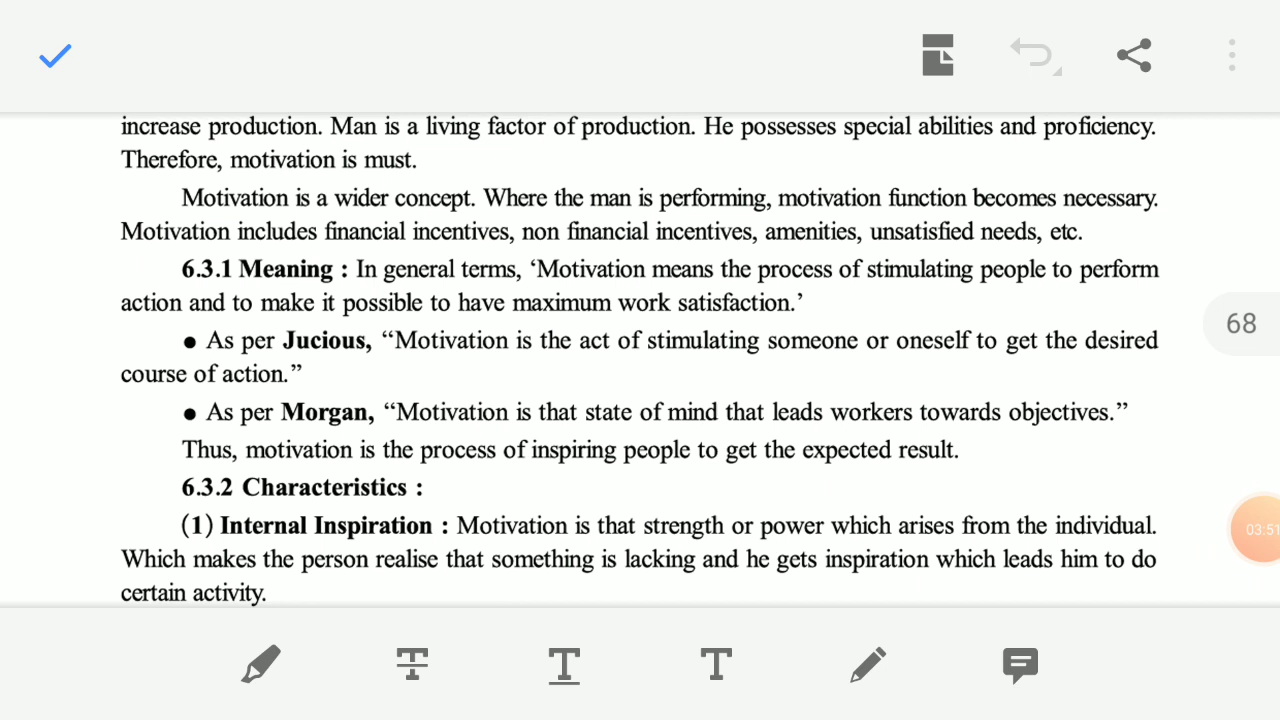 increase production. Man is a living factor of production. He possesses special abilities and proficiency.
Therefore, motivation is must.
Motivation is a wider concept. Where the man is performing, motivation function becomes necessary.
Motivation includes financial incentives, non financial incentives, amenities, unsatisfied needs, etc.
6.3.1 Meaning : In general terms, ‘Motivation means the process of stimulating people to perform
action and to make it possible to have maximum work satisfaction.’
● As per Jucious, “Motivation is the act of stimulating someone or oneself to get the desired
course of action.”
● As per Morgan, “Motivation is that state of mind that leads workers towards objectives.”
Thus, motivation is the process of inspiring people to get the expected result.
6.3.2 Characteristics :
(1) Internal Inspiration : Motivation is that strength or power which arises from the individual.
Which makes the person realise that something is lacking and he gets inspiration which leads him to do
certain activity.
68
03:51